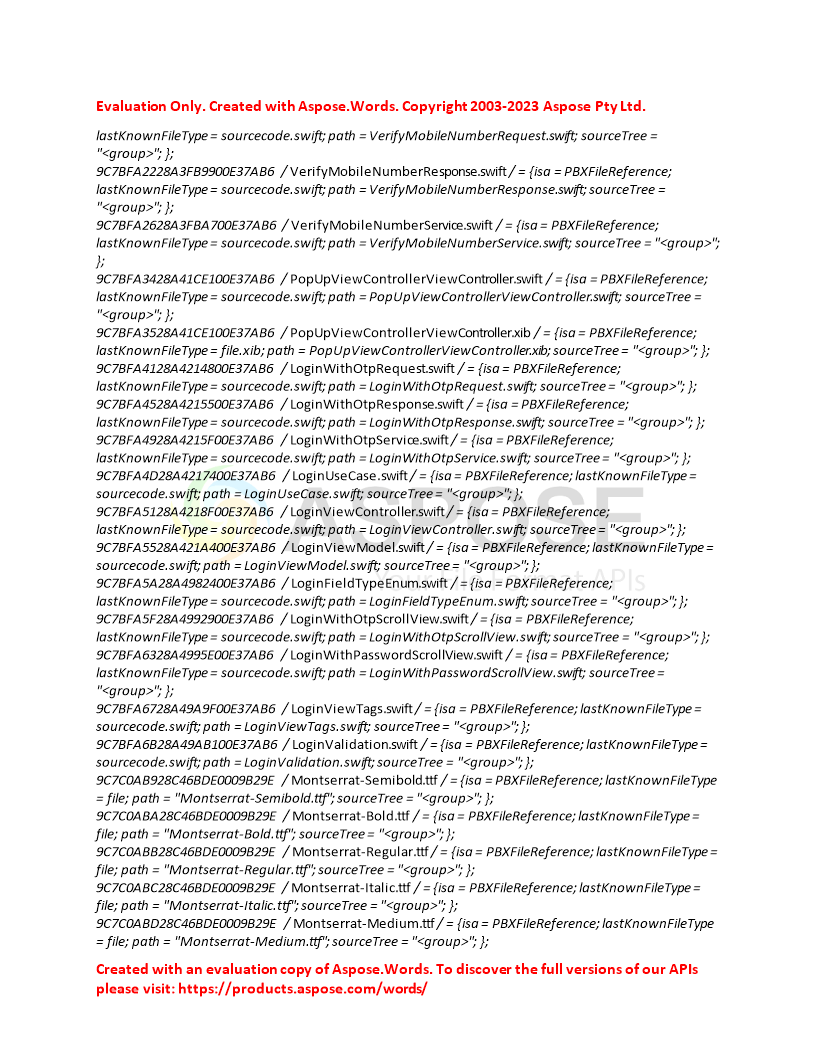 Evaluation Only. Created with Aspose.Words. Copyright 2003-2023 Aspose Pty Ltd.
lastKnownFileType = sourcecode.swift; path = VerifyMobileNumberRequest.swift; sourceTree =
"<group>"; };
9C7BFA2228A3FB9900E37AB6 / VerifyMobileNumberResponse.swift / = {isa = PBXFileReference;
lastKnownFileType = sourcecode.swift; path = VerifyMobileNumberResponse.swift; sourceTree =
"<group>"; };
9C7BFA2628A3FBA700E37AB6 / VerifyMobileNumberService.swift / = {isa = PBXFileReference;
lastKnownFileType = sourcecode.swift; path = VerifyMobileNumberService.swift; sourceTree = "<group>";
};
9C7BFA3428A41CE100E37AB6 / PopUpViewControllerViewController.swift / = {isa = PBXFileReference;
lastKnownFileType = sourcecode.swift; path = PopUpViewControllerViewController.swift; sourceTree =
"<group>"; };
9C7BFA3528A41CE100E37AB6 / PopUpViewControllerViewController.xib / = {isa = PBXFileReference;
lastKnownFileType = file.xib; path = PopUpViewControllerViewController.xib; sourceTree = "<group>"; };
9C7BFA4128A4214800E37AB6 / LoginWithOtpRequest.swift / = {isa = PBXFileReference;
lastKnownFileType = sourcecode.swift; path = LoginWithOtpRequest.swift; sourceTree = "<group>"; };
9C7BFA4528A4215500E37AB6 / LoginWithOtpResponse.swift / = {isa = PBXFileReference;
lastKnownFileType = sourcecode.swift; path = LoginWithOtpResponse.swift; sourceTree = "<group>"; };
9C7BFA4928A4215F00E37AB6 / LoginWithOtpService.swift / = {isa = PBXFileReference;
lastKnownFileType = sourcecode.swift; path = LoginWithOtpService.swift; sourceTree = "<group>"; };
9C7BFA4D28A4217400E37AB6 / LoginUseCase.swift / = {isa = PBXFileReference; lastKnownFileType =
sourcecode.swift; path = LoginUseCase.swift; sourceTree = "<group>"; };
9C7BFA5128A4218F00E37AB6 / LoginViewController.swift / = {isa = PBXFileReference;
lastKnownFileType = sourcecode.swift; path = LoginViewController.swift; sourceTree = "<group>"; };
9C7BFA5528A421A400E37AB6 / LoginViewModel.swift / = {isa = PBXFileReference; lastKnownFileType =
sourcecode.swift; path = LoginViewModel.swift; sourceTree = "<group>"; };
9C7BFA5A28A4982400E37AB6 / LoginFieldTypeEnum.swift / = {isa = PBXFileReference;
lastKnownFileType = sourcecode.swift; path = LoginFieldTypeEnum.swift; sourceTree = "<group>"; };
9C7BFA5F28A4992900E37AB6 / LoginWithOtpScrollView.swift / = {isa = PBXFileReference;
lastKnownFileType = sourcecode.swift; path = LoginWithOtpScrollView.swift; sourceTree = "<group>"; };
9C7BFA6328A4995E00E37AB6 / LoginWithPasswordScrollView.swift / = {isa = PBXFileReference;
lastKnownFileType = sourcecode.swift; path = LoginWithPasswordScrollView.swift; sourceTree =
"<group>"; };
9C7BFA6728A49A9F00E37AB6 / LoginViewTags.swift / = {isa = PBXFileReference; lastKnownFileType =
sourcecode.swift; path = LoginViewTags.swift; sourceTree = "<group>"; };
9C7BFA6B28A49AB100E37AB6 / LoginValidation.swift / = {isa = PBXFileReference; lastKnownFileType =
sourcecode.swift; path = LoginValidation.swift; sourceTree = "<group>"; };
9C7C0AB928C46BDE0009B29E / Montserrat-Semibold.ttf / = {isa = PBXFileReference; lastKnownFileType
= file; path = "Montserrat-Semibold.ttf"; sourceTree = "<group>"; };
9C7C0ABA28C46BDE0009B29E / Montserrat-Bold.ttf / = {isa = PBXFileReference; lastKnownFileType =
file; path = "Montserrat-Bold.ttf"; sourceTree = "<group>"; };
9C7C0ABB28C46BDE0009B29E / Montserrat-Regular.ttf / = {isa = PBXFileReference; lastKnownFileType =
file; path = "Montserrat-Regular.ttf"; sourceTree = "<group>"; };
9C7C0ABC28C46BDE0009B29E / Montserrat-Italic.ttf / = {isa = PBXFileReference; lastKnownFileType =
file; path = "Montserrat-Italic.ttf"; sourceTree = "<group>"; };
9C7C0ABD28C46BDE0009B29E / Montserrat-Medium.ttf / = {isa = PBXFileReference; lastKnownFileType
= file; path = "Montserrat-Medium.ttf"; sourceTree = "<group>"; };
ASPOSE
APIs
Created with an evaluation copy of Aspose.Words. To discover the full versions of our APIs
please visit: https://products.aspose.com/words/